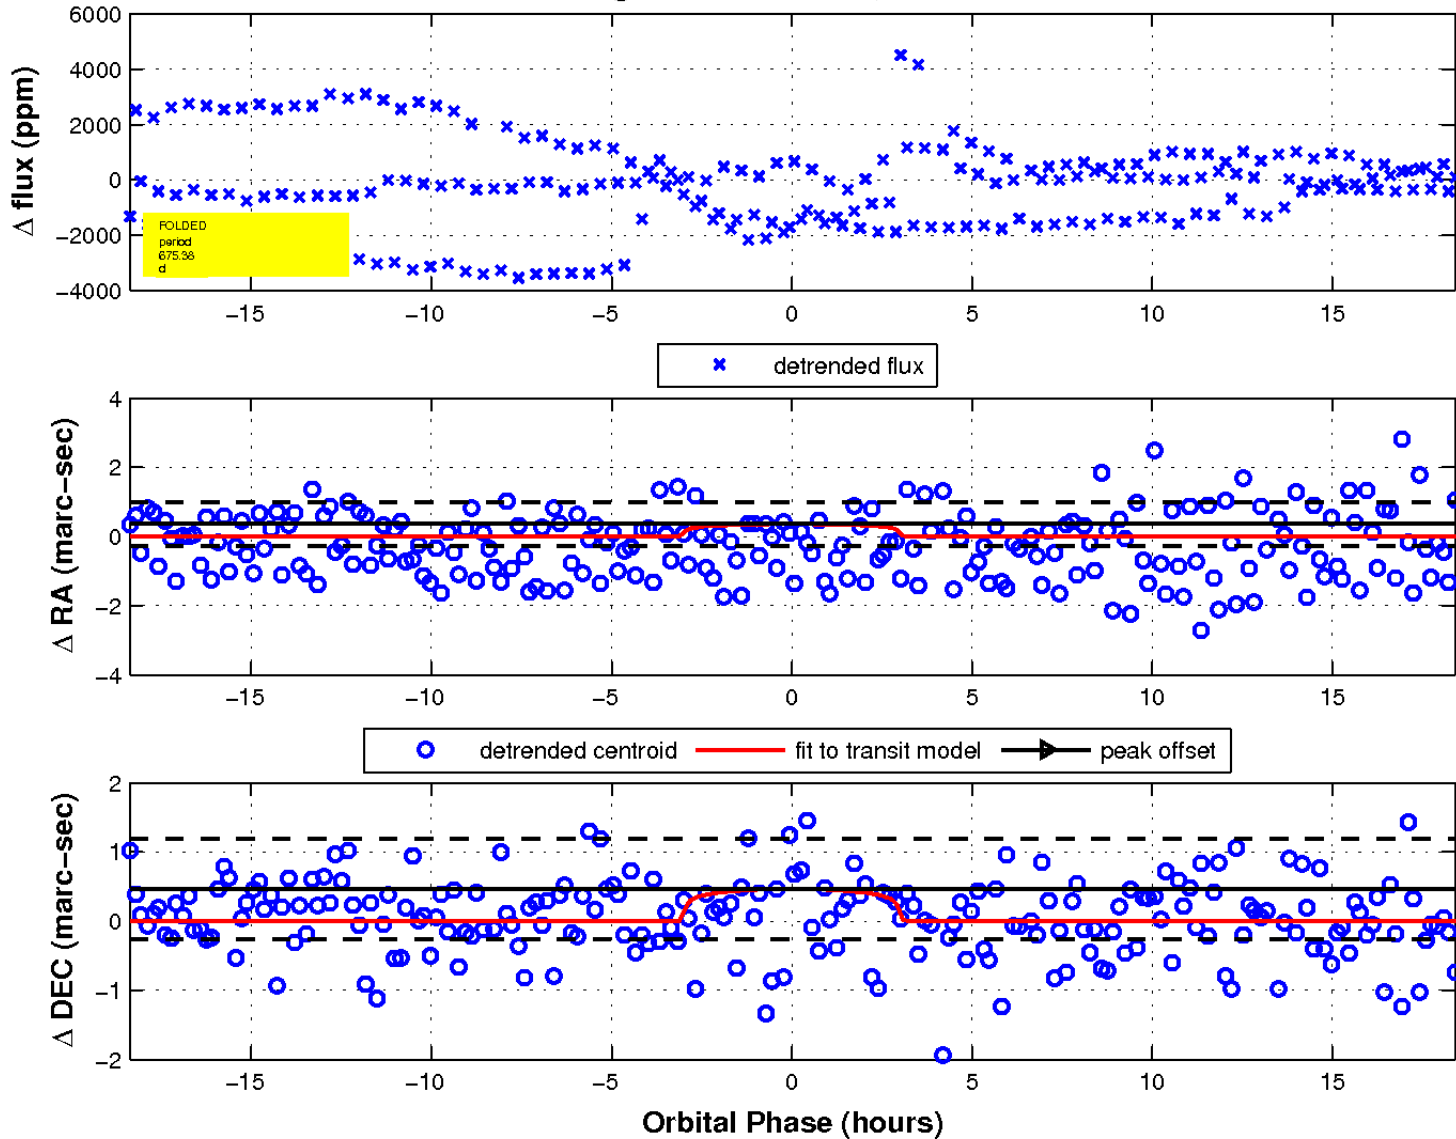 6000
4000
2000
0
−2000
−4000
Δ flux (ppm)
FOLDED
period
675.38
d
−15 −10 −5 0 5 10 15
detrended flux
4
2
0
−2
−4
Δ RA (marc−sec)
−15 −10 −5 0 5 10 15
detrended centroid fit to transit model peak offset
2
1
0
−1
−2
Δ DEC (marc−sec)
−15 −10 −5 0 5 10 15
Orbital Phase (hours)